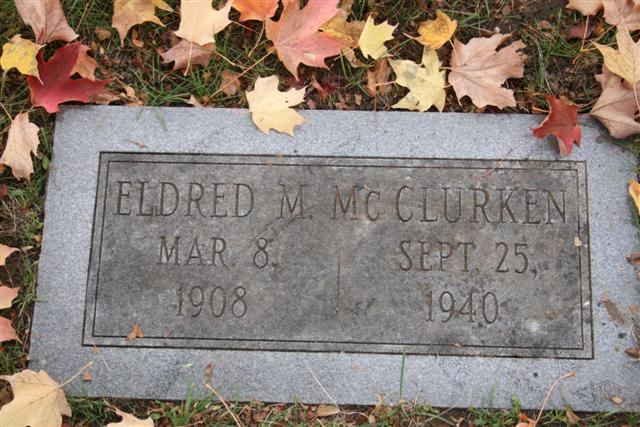 ELDRED M. MCCLURKEN
MAR. 8, SEPT. 25,
1908 1940